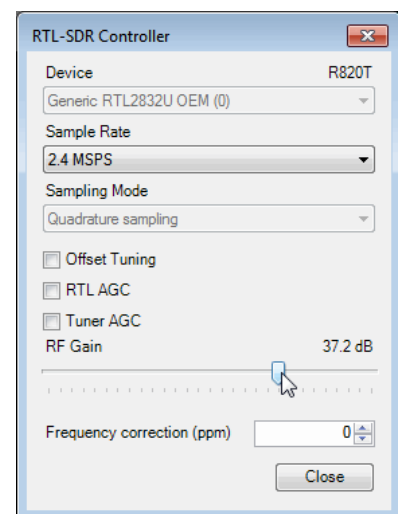 RTL-SDR Controller
Device R820T
Generic RTL2832U OEM (0)
Sample Rate
2.4 MSPS
Sampling Mode
Quadrature sampling
Offset Tuning
RTL AGC
Tuner AGC
RF Gain 37.2 dB
Frequency correction (ppm) 0
Close